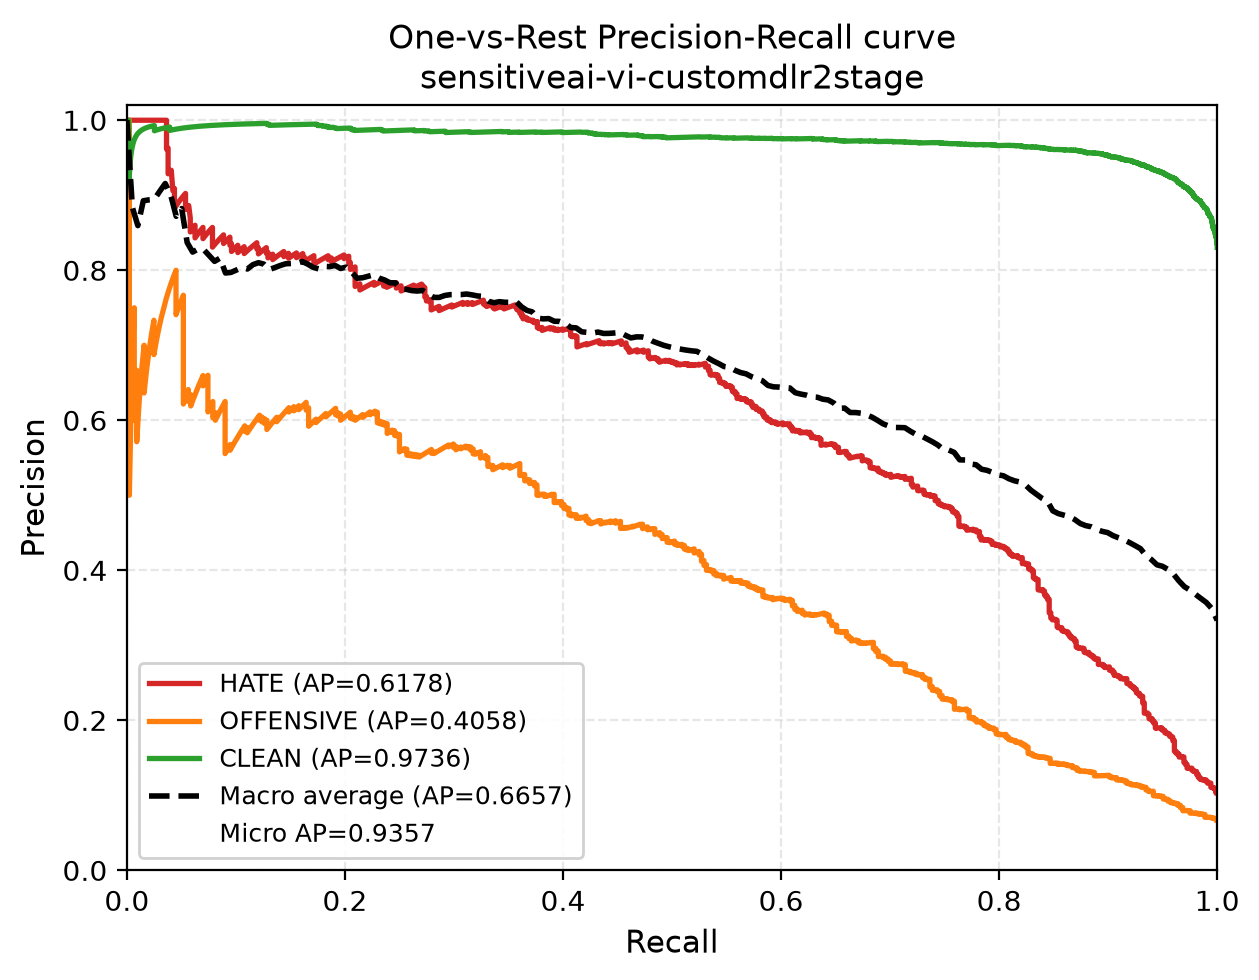 One-vs-Rest Precision-Recall curve
sensitiveai-vi-customdlr2stage
1.0
0.8
0.6
0.4
0.2
0.0
Precision
HATE (AP=0.6178)
OFFENSIVE (AP=0.4058)
CLEAN (AP=0.9736)
Macro average (AP=0.6657)
Micro AP=0.9357
0.0 0.2 0.4 0.6 0.8 1.0
Recall